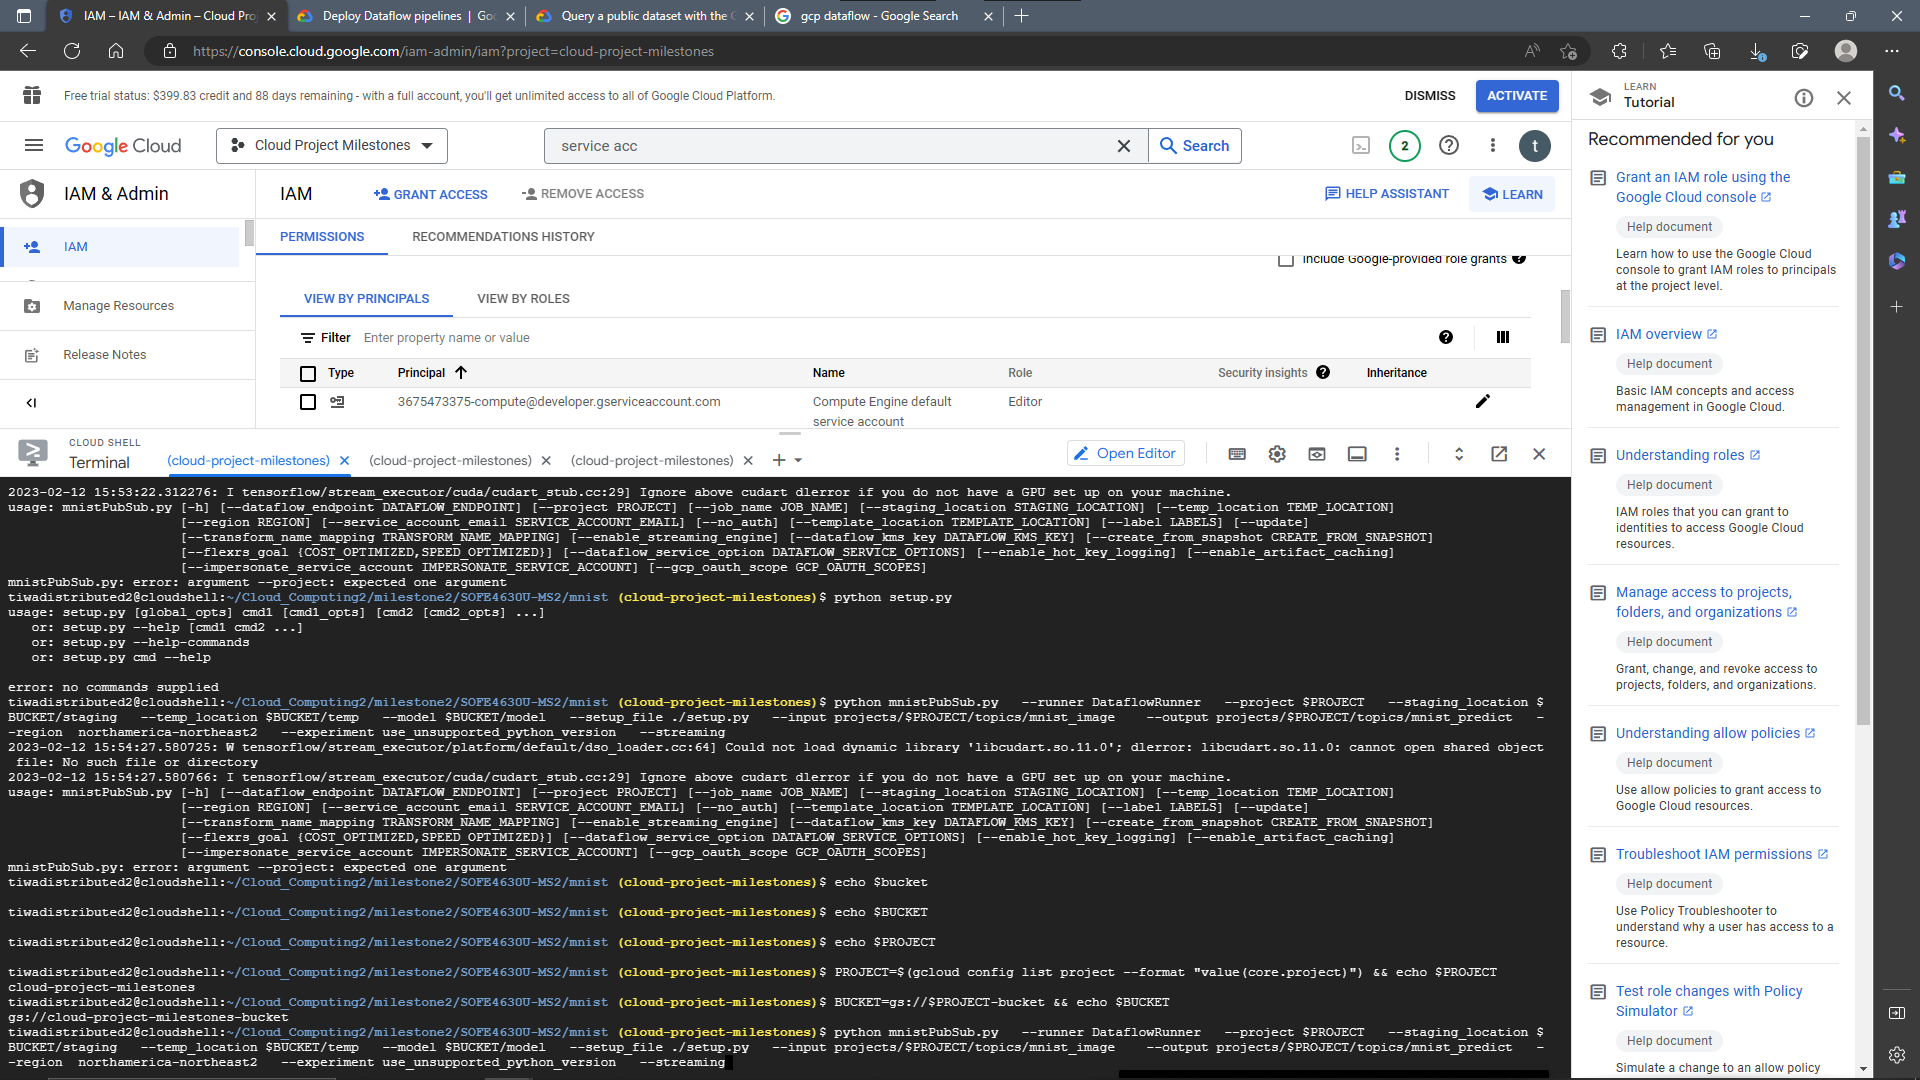 IAM – IAM & Admin – Cloud Pro
Deploy Dataflow pipelines | Goo
Query a public dataset with the G
gcp dataflow - Google Search
https://console.cloud.google.com/iam-admin/iam?project=cloud-project-milestones
Free trial status: $399.83 credit and 88 days remaining - with a full account, you'll get unlimited access to all of Google Cloud Platform.
DISMISS
ACTIVATE
Google Cloud
Cloud Project Milestones
service acc
Search
2
t
IAM & Admin
IAM
GRANT ACCESS
REMOVE ACCESS
HELP ASSISTANT
LEARN
IAM
Manage Resources
Release Notes
PERMISSIONS
RECOMMENDATIONS HISTORY
Include Google-provided role grants
VIEW BY PRINCIPALS
VIEW BY ROLES
Filter Enter property name or value
Type Principal Name Role Security insights Inheritance
3675473375-compute@developer.gserviceaccount.com Compute Engine default Editor
service account
CLOUD SHELL
Terminal
(cloud-project-milestones)
(cloud-project-milestones)
(cloud-project-milestones)
Open Editor
2023-02-12 15:53:22.312276: I tensorflow/stream_executor/cuda/cudart_stub.cc:29] Ignore above cudart dlerror if you do not have a GPU set up on your machine.
usage: mnistPubSub.py [-h] [--dataflow_endpoint DATAFLOW_ENDPOINT] [--project PROJECT] [--job_name JOB_NAME] [--staging_location STAGING_LOCATION] [--temp_location TEMP_LOCATION]
[--region REGION] [--service_account_email SERVICE_ACCOUNT_EMAIL] [--no_auth] [--template_location TEMPLATE_LOCATION] [--label LABELS] [--update]
[--transform_name_mapping TRANSFORM_NAME_MAPPING] [--enable_streaming_engine] [--dataflow_kms_key DATAFLOW_KMS_KEY] [--create_from_snapshot CREATE_FROM_SNAPSHOT]
[--flexrs_goal {COST_OPTIMIZED,SPEED_OPTIMIZED}] [--dataflow_service_option DATAFLOW_SERVICE_OPTIONS] [--enable_hot_key_logging] [--enable_artifact_caching]
[--impersonate_service_account IMPERSONATE_SERVICE_ACCOUNT] [--gcp_oauth_scope GCP_OAUTH_SCOPES]
mnistPubSub.py: error: argument --project: expected one argument
tiwadistributed2@cloudshell:~/Cloud_Computing2/milestone2/SOFE4630U-MS2/mnist (cloud-project-milestones)$ python setup.py
usage: setup.py [global_opts] cmd1 [cmd1_opts] [cmd2 [cmd2_opts] ...]
or: setup.py --help [cmd1 cmd2 ...]
or: setup.py --help-commands
or: setup.py cmd --help
error: no commands supplied
tiwadistributed2@cloudshell:~/Cloud_Computing2/milestone2/SOFE4630U-MS2/mnist (cloud-project-milestones)$ python mnistPubSub.py --runner DataflowRunner --project $PROJECT --staging_location $
BUCKET/staging --temp_location $BUCKET/temp --model $BUCKET/model --setup_file ./setup.py --input projects/$PROJECT/topics/mnist_image --output projects/$PROJECT/topics/mnist_predict -
-region northamerica-northeast2 --experiment use_unsupported_python_version --streaming
2023-02-12 15:54:27.580725: W tensorflow/stream_executor/platform/default/dso_loader.cc:64] Could not load dynamic library 'libcudart.so.11.0'; dlerror: libcudart.so.11.0: cannot open shared object
file: No such file or directory
2023-02-12 15:54:27.580766: I tensorflow/stream_executor/cuda/cudart_stub.cc:29] Ignore above cudart dlerror if you do not have a GPU set up on your machine.
usage: mnistPubSub.py [-h] [--dataflow_endpoint DATAFLOW_ENDPOINT] [--project PROJECT] [--job_name JOB_NAME] [--staging_location STAGING_LOCATION] [--temp_location TEMP_LOCATION]
[--region REGION] [--service_account_email SERVICE_ACCOUNT_EMAIL] [--no_auth] [--template_location TEMPLATE_LOCATION] [--label LABELS] [--update]
[--transform_name_mapping TRANSFORM_NAME_MAPPING] [--enable_streaming_engine] [--dataflow_kms_key DATAFLOW_KMS_KEY] [--create_from_snapshot CREATE_FROM_SNAPSHOT]
[--flexrs_goal {COST_OPTIMIZED,SPEED_OPTIMIZED}] [--dataflow_service_option DATAFLOW_SERVICE_OPTIONS] [--enable_hot_key_logging] [--enable_artifact_caching]
[--impersonate_service_account IMPERSONATE_SERVICE_ACCOUNT] [--gcp_oauth_scope GCP_OAUTH_SCOPES]
mnistPubSub.py: error: argument --project: expected one argument
tiwadistributed2@cloudshell:~/Cloud_Computing2/milestone2/SOFE4630U-MS2/mnist (cloud-project-milestones)$ echo $bucket
tiwadistributed2@cloudshell:~/Cloud_Computing2/milestone2/SOFE4630U-MS2/mnist (cloud-project-milestones)$ echo $BUCKET
tiwadistributed2@cloudshell:~/Cloud_Computing2/milestone2/SOFE4630U-MS2/mnist (cloud-project-milestones)$ echo $PROJECT
tiwadistributed2@cloudshell:~/Cloud_Computing2/milestone2/SOFE4630U-MS2/mnist (cloud-project-milestones)$ PROJECT=$(gcloud config list project --format "value(core.project)") && echo $PROJECT
cloud-project-milestones
tiwadistributed2@cloudshell:~/Cloud_Computing2/milestone2/SOFE4630U-MS2/mnist (cloud-project-milestones)$ BUCKET=gs://$PROJECT-bucket && echo $BUCKET
gs://cloud-project-milestones-bucket
tiwadistributed2@cloudshell:~/Cloud_Computing2/milestone2/SOFE4630U-MS2/mnist (cloud-project-milestones)$ python mnistPubSub.py --runner DataflowRunner --project $PROJECT --staging_location $
BUCKET/staging --temp_location $BUCKET/temp --model $BUCKET/model --setup_file ./setup.py --input projects/$PROJECT/topics/mnist_image --output projects/$PROJECT/topics/mnist_predict -
-region northamerica-northeast2 --experiment use_unsupported_python_version --streaming
LEARN
Tutorial
Recommended for you
Grant an IAM role using the
Google Cloud console
Help document
Learn how to use the Google Cloud
console to grant IAM roles to principals
at the project level.
IAM overview
Help document
Basic IAM concepts and access
management in Google Cloud.
Understanding roles
Help document
IAM roles that you can grant to
identities to access Google Cloud
resources.
Manage access to projects,
folders, and organizations
Help document
Grant, change, and revoke access to
projects, folders, and organizations.
Understanding allow policies
Help document
Use allow policies to grant access to
Google Cloud resources.
Troubleshoot IAM permissions
Help document
Use Policy Troubleshooter to
understand why a user has access to a
resource.
Test role changes with Policy
Simulator
Help document
Simulate a change to an allow policy